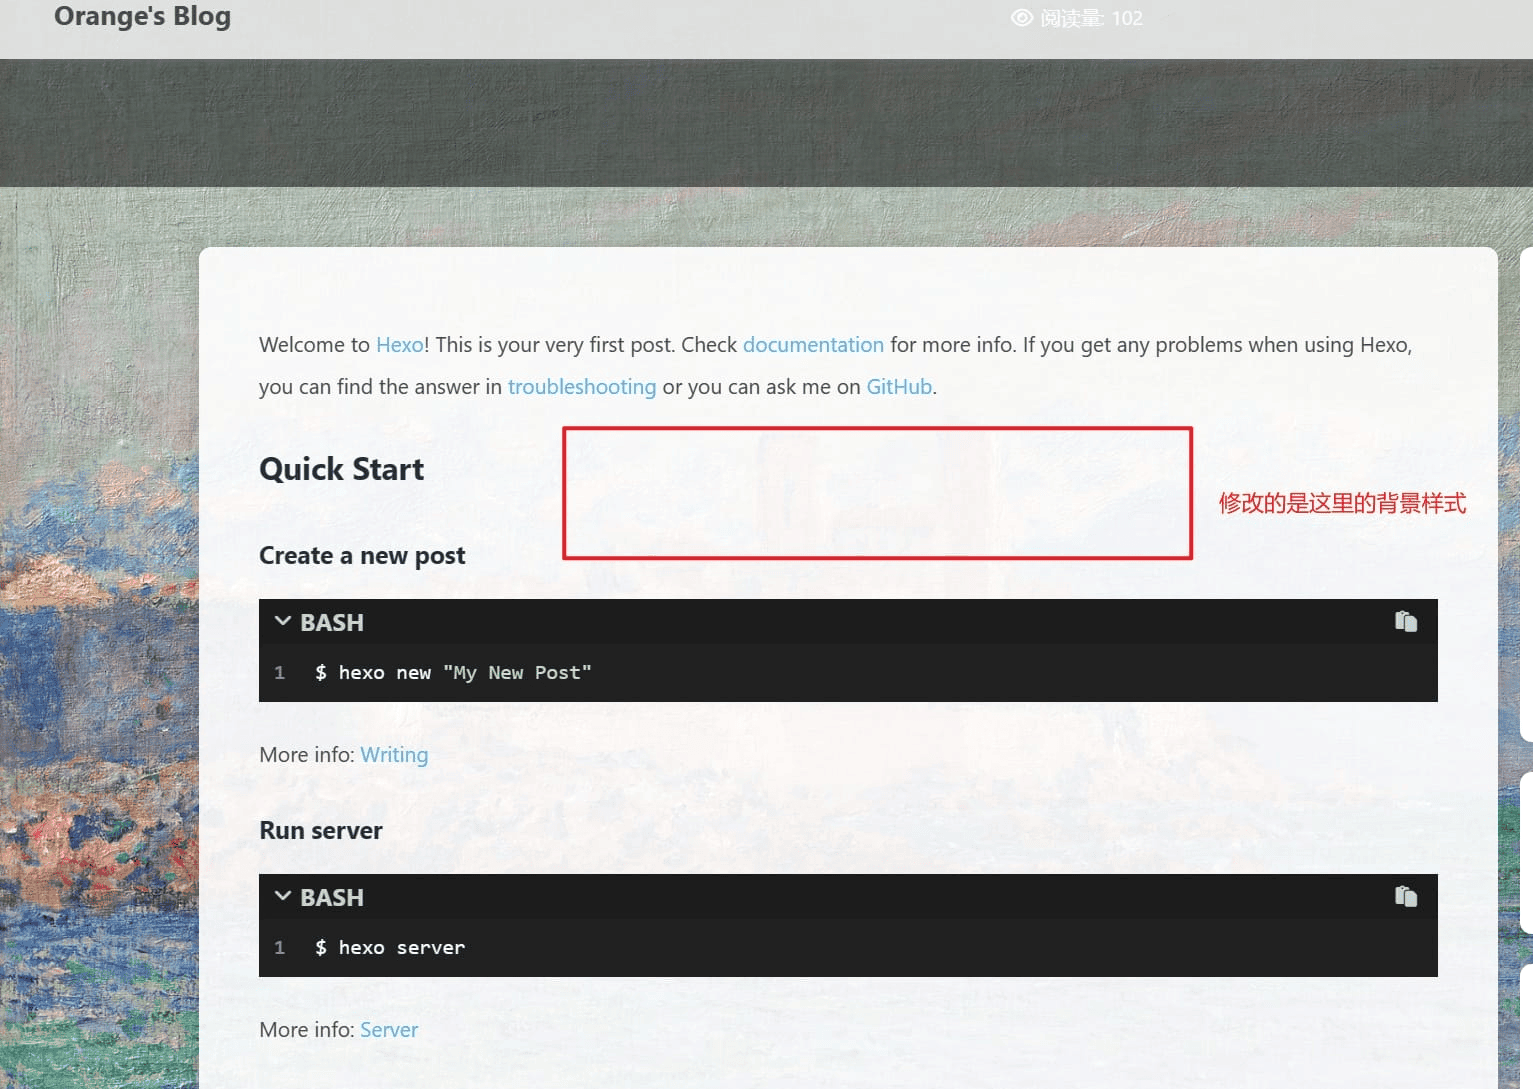 Orange's Blog
阅读量: 102
Welcome to Hexo! This is your very first post. Check documentation for more info. If you get any problems when using Hexo,
you can find the answer in troubleshooting or you can ask me on GitHub.
Quick Start
修改的是这里的背景样式
Create a new post
BASH
1 $ hexo new "My New Post"
More info: Writing
Run server
BASH
1 $ hexo server
More info: Server